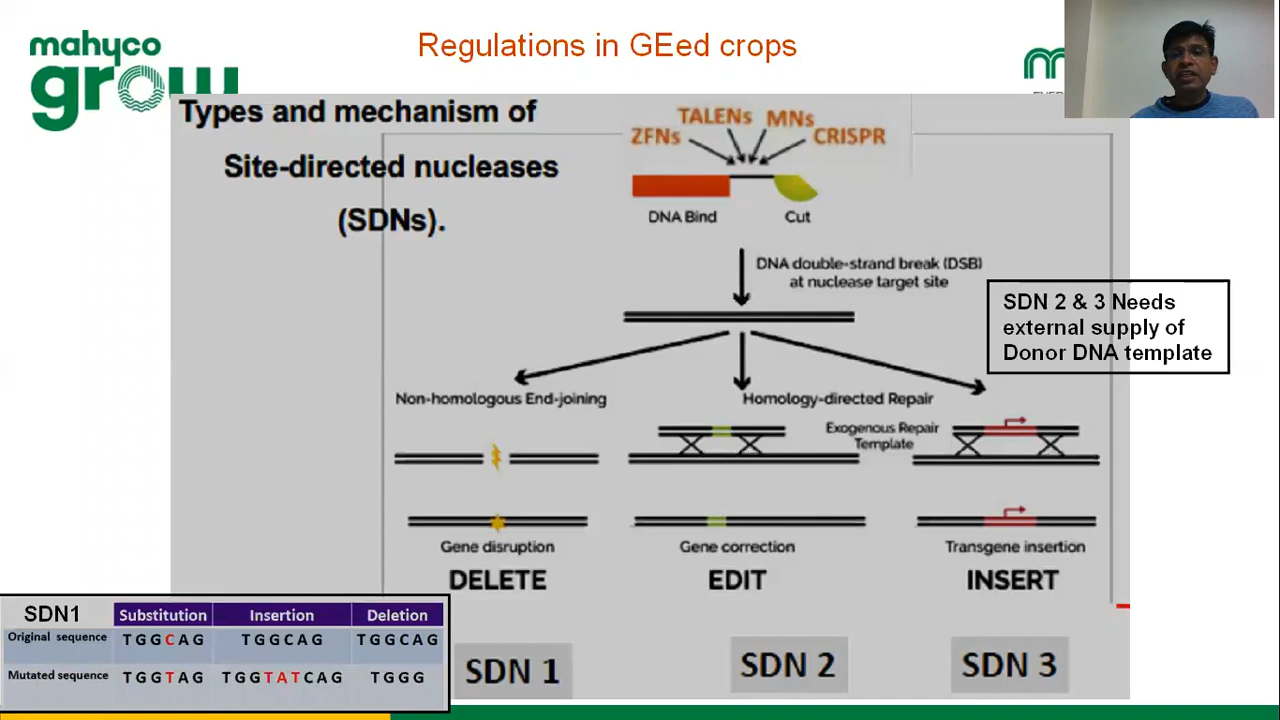 mahyco
grow
Regulations in GEed crops
Types and mechanism of
Site-directed nucleases
(SDNs).
ZFNs
TALENs
MNs
CRISPR
DNA Bind
Cut
DNA double-strand break (DSB)
at nuclease target site
SDN 2 & 3 Needs
external supply of
Donor DNA template
Non-homologous End-joining
Homology-directed Repair
Exogenous Repair
Template
Gene disruption
Gene correction
Transgene insertion
DELETE
EDIT
INSERT
SDN 1
SDN 2
SDN 3
SDN1 Substitution Insertion Deletion
Original sequence TGGCAG TGGCAG TGGCAG
Mutated sequence TGGTAG TGGTATCAG TGGG